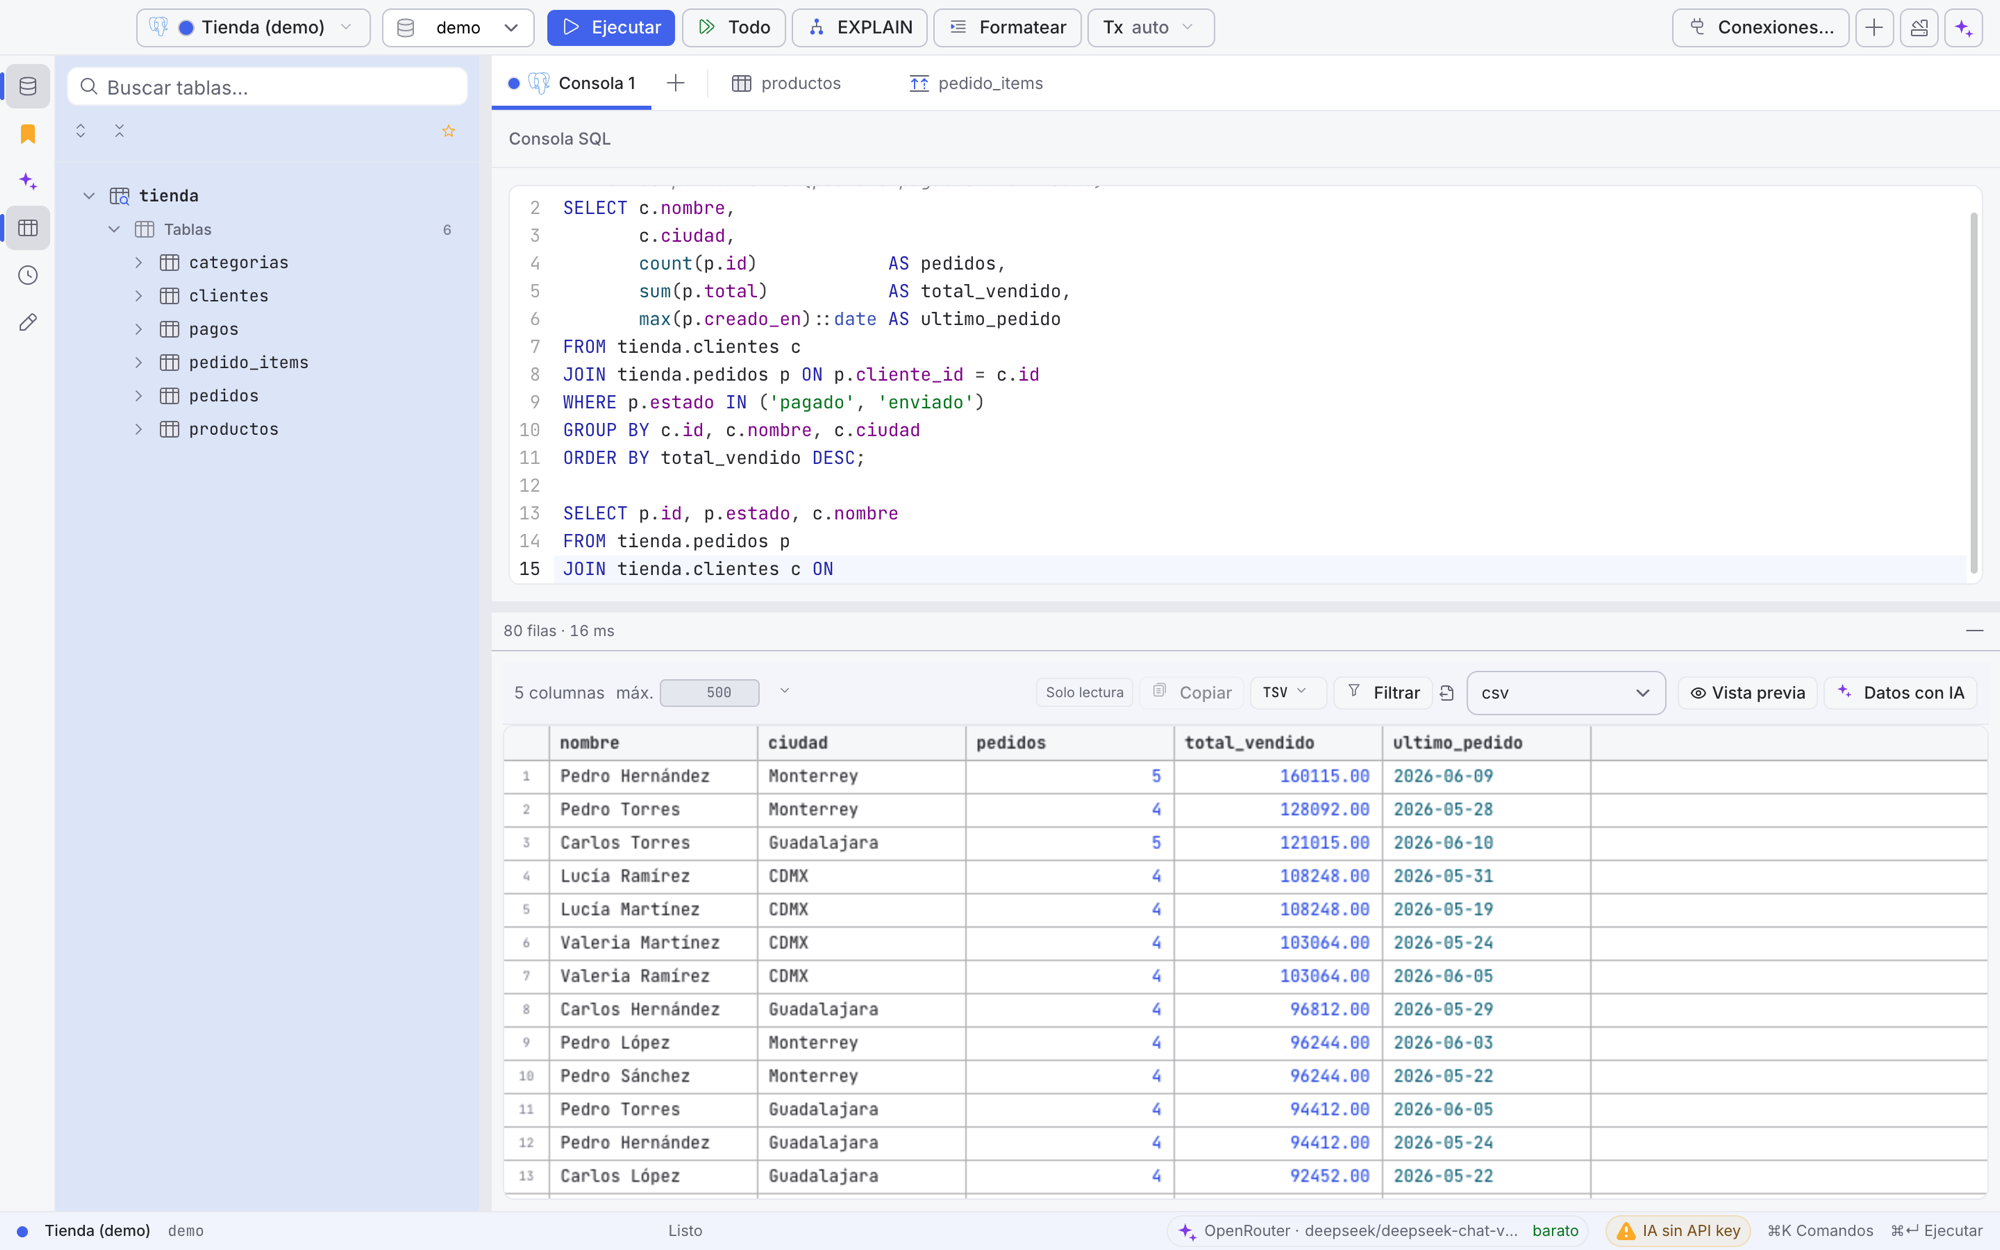 Tienda (demo) demo Ejecutar Todo EXPLAIN Formatear Tx auto Conexiones...
Buscar tablas...
tienda
Tablas 6
categorias
clientes
pagos
pedido_items
pedidos
productos
Consola 1 productos pedido_items
Consola SQL
2 SELECT c.nombre,
3 c.ciudad,
4 count(p.id) AS pedidos,
5 sum(p.total) AS total_vendido,
6 max(p.creado_en)::date AS ultimo_pedido
7 FROM tienda.clientes c
8 JOIN tienda.pedidos p ON p.cliente_id = c.id
9 WHERE p.estado IN ('pagado', 'enviado')
10 GROUP BY c.id, c.nombre, c.ciudad
11 ORDER BY total_vendido DESC;
12
13 SELECT p.id, p.estado, c.nombre
14 FROM tienda.pedidos p
15 JOIN tienda.clientes c ON
80 filas · 16 ms
5 columnas máx. 500 Solo lectura Copiar TSV Filtrar csv Vista previa Datos con IA
nombre ciudad pedidos total_vendido ultimo_pedido
1 Pedro Hernández Monterrey 5 160115.00 2026-06-09
2 Pedro Torres Monterrey 4 128092.00 2026-05-28
3 Carlos Torres Guadalajara 5 121015.00 2026-06-10
4 Lucía Ramírez CDMX 4 108248.00 2026-05-31
5 Lucía Martínez CDMX 4 108248.00 2026-05-19
6 Valeria Martínez CDMX 4 103064.00 2026-05-24
7 Valeria Ramírez CDMX 4 103064.00 2026-06-05
8 Carlos Hernández Guadalajara 4 96812.00 2026-05-29
9 Pedro López Monterrey 4 96244.00 2026-06-03
10 Pedro Sánchez Monterrey 4 96244.00 2026-05-22
11 Pedro Torres Guadalajara 4 94412.00 2026-06-05
12 Pedro Hernández Guadalajara 4 94412.00 2026-05-24
13 Carlos López Guadalajara 4 92452.00 2026-05-22
Tienda (demo) demo Listo OpenRouter · deepseek/deepseek-chat-v... barato IA sin API key ⌘K Comandos ⌘↵ Ejecutar